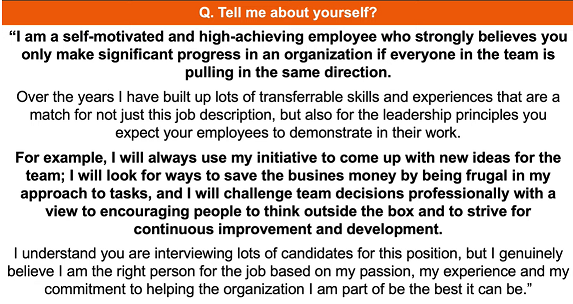 Q. Tell me about yourself?
“I am a self-motivated and high-achieving employee who strongly believes you
only make significant progress in an organization if everyone in the team is
pulling in the same direction.
Over the years I have built up lots of transferrable skills and experiences that are a
match for not just this job description, but also for the leadership principles you
expect your employees to demonstrate in their work.
For example, I will always use my initiative to come up with new ideas for the
team; I will look for ways to save the busines money by being frugal in my
approach to tasks, and I will challenge team decisions professionally with a
view to encouraging people to think outside the box and to strive for
continuous improvement and development.
I understand you are interviewing lots of candidates for this position, but I genuinely
believe I am the right person for the job based on my passion, my experience and my
commitment to helping the organization I am part of be the best it can be.”